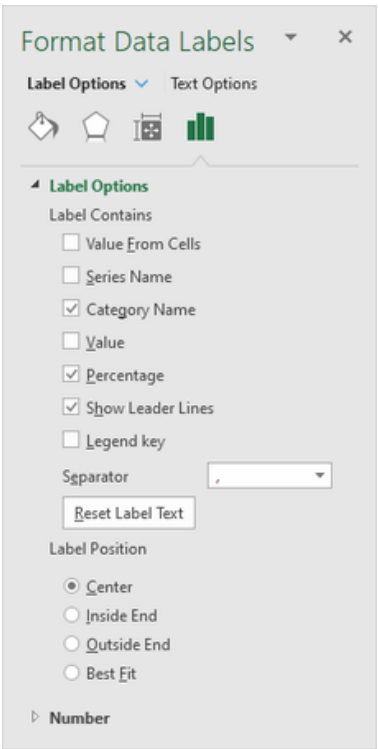 Format Data Labels
Label Options Text Options
Label Options
Label Contains
Value From Cells
Series Name
Category Name
Value
Percentage
Show Leader Lines
Legend key
Separator ,
Reset Label Text
Label Position
Center
Inside End
Outside End
Best Fit
Number